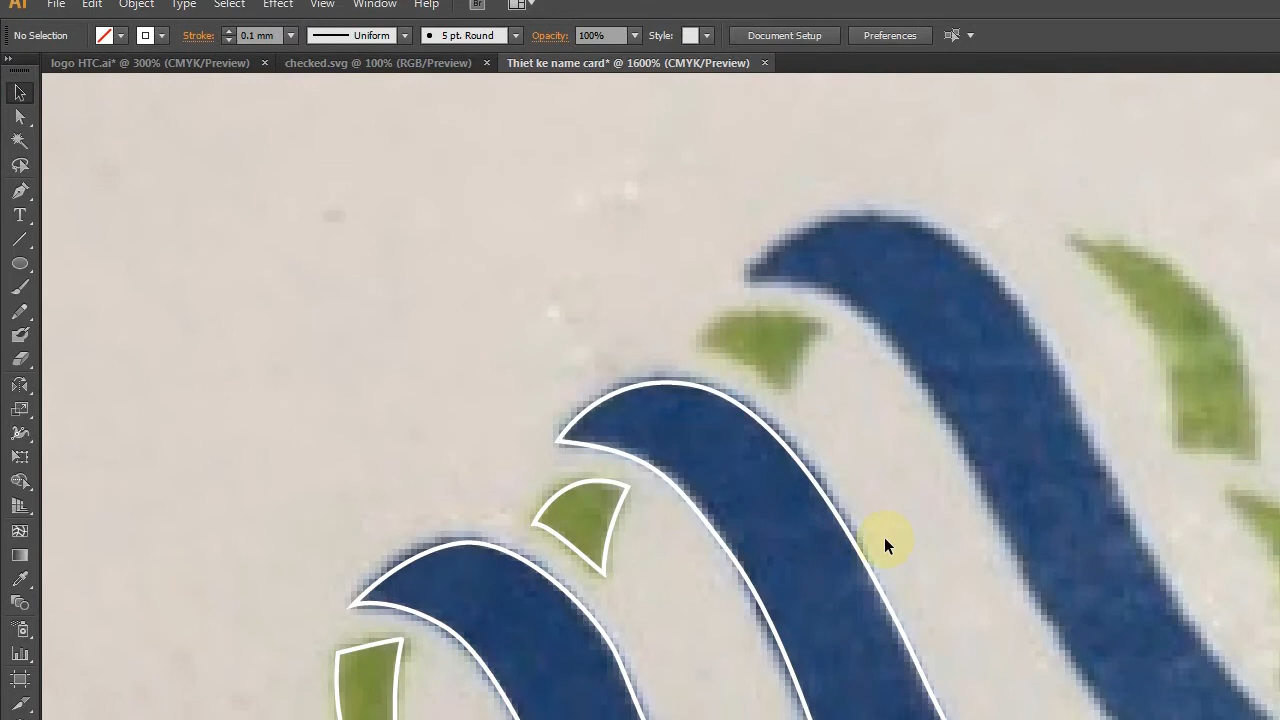 Ai File Edit Object Type Select Effect View Window Help Br
No Selection Stroke: 0.1 mm Uniform 5 pt. Round Opacity: 100% Style: Document Setup Preferences
logo HTC.ai* @ 300% (CMYK/Preview) × checked.svg @ 100% (RGB/Preview) × Thiet ke name card* @ 1600% (CMYK/Preview) ×